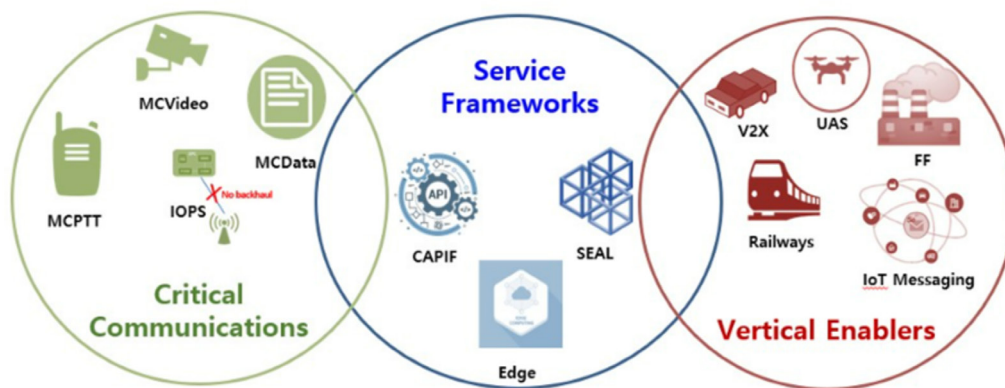 MCVideo
MCData
MCPTT
No backhaul
IOPS
Critical
Communications
Service
Frameworks
</>
API
</>
CAPIF
SEAL
Edge
V2X
UAS
FF
Railways
IoT Messaging
Vertical Enablers